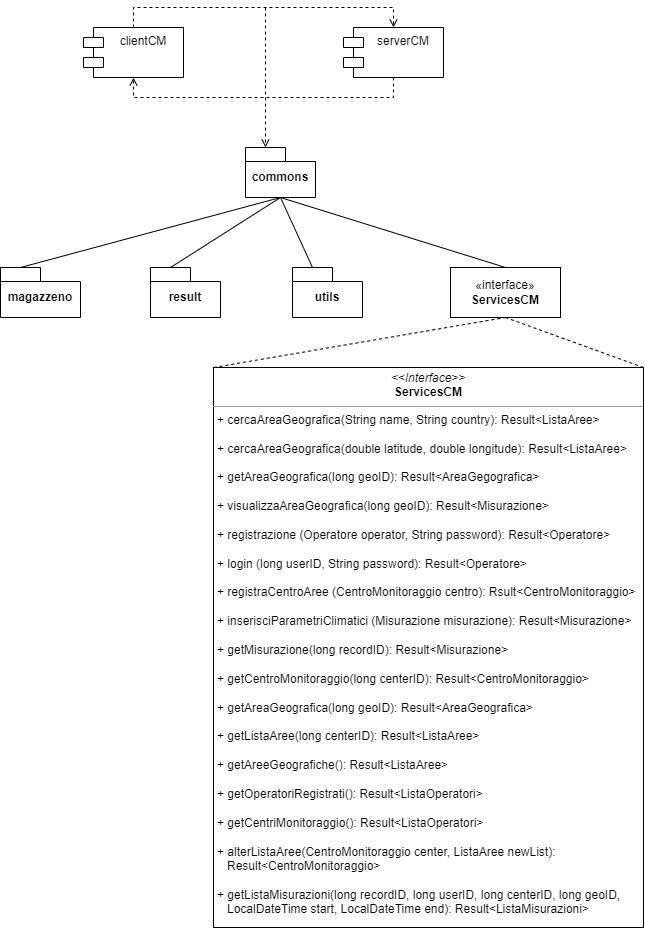 clientCM
serverCM
commons
magazzeno
result
utils
«interface»
ServicesCM
<<Interface>>
ServicesCM
+ cercaAreaGeografica(String name, String country): Result<ListaAree>
+ cercaAreaGeografica(double latitude, double longitude): Result<ListaAree>
+ getAreaGeografica(long geoID): Result<AreaGegografica>
+ visualizzaAreaGeografica(long geoID): Result<Misurazione>
+ registrazione (Operatore operator, String password): Result<Operatore>
+ login (long userID, String password): Result<Operatore>
+ registraCentroAree (CentroMonitoraggio centro): Rsult<CentroMonitoraggio>
+ inserisciParametriClimatici (Misurazione misurazione): Result<Misurazione>
+ getMisurazione(long recordID): Result<Misurazione>
+ getCentroMonitoraggio(long centerID): Result<CentroMonitoraggio>
+ getAreaGeografica(long geoID): Result<AreaGeografica>
+ getListaAree(long centerID): Result<ListaAree>
+ getAreeGeografiche(): Result<ListaAree>
+ getOperatoriRegistrati(): Result<ListaOperatori>
+ getCentriMonitoraggio(): Result<ListaOperatori>
+ alterListaAree(CentroMonitoraggio center, ListaAree newList):
Result<CentroMonitoraggio>
+ getListaMisurazioni(long recordID, long userID, long centerID, long geoID,
LocalDateTime start, LocalDateTime end): Result<ListaMisurazioni>